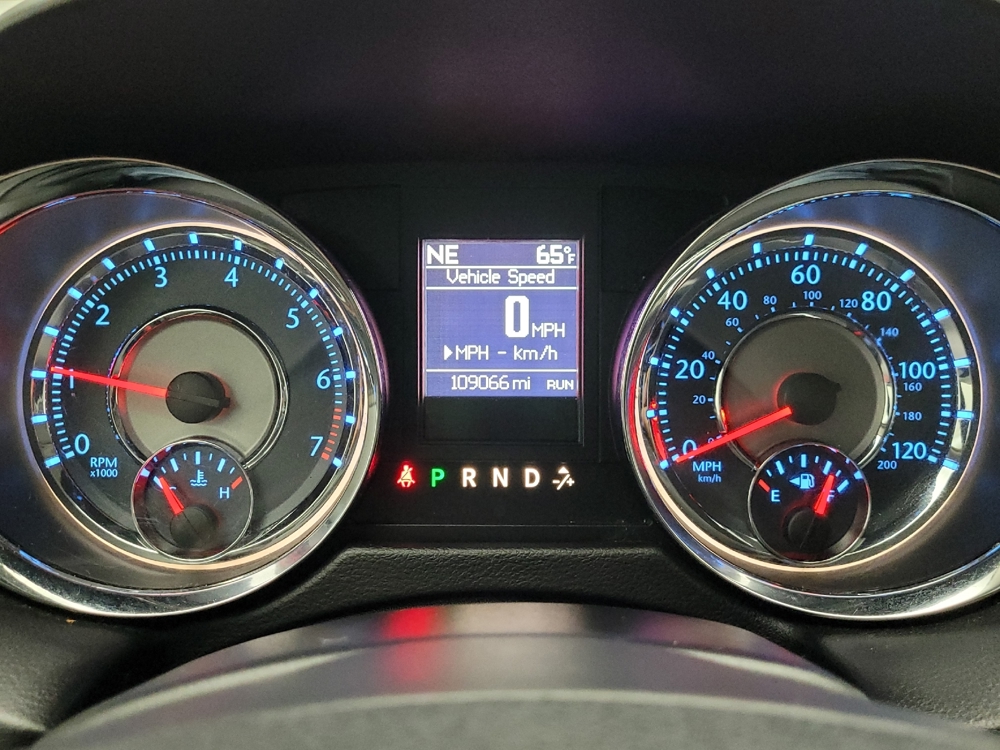 0
1
2
3
4
5
6
7
RPM
x1000
H
NE 65°F
Vehicle Speed
0 MPH
MPH - km/h
109066 mi RUN
P R N D -/+
0
20
40
60
80
100
120
20
40
60
80
100
120
140
160
180
200
MPH
km/h
E
F